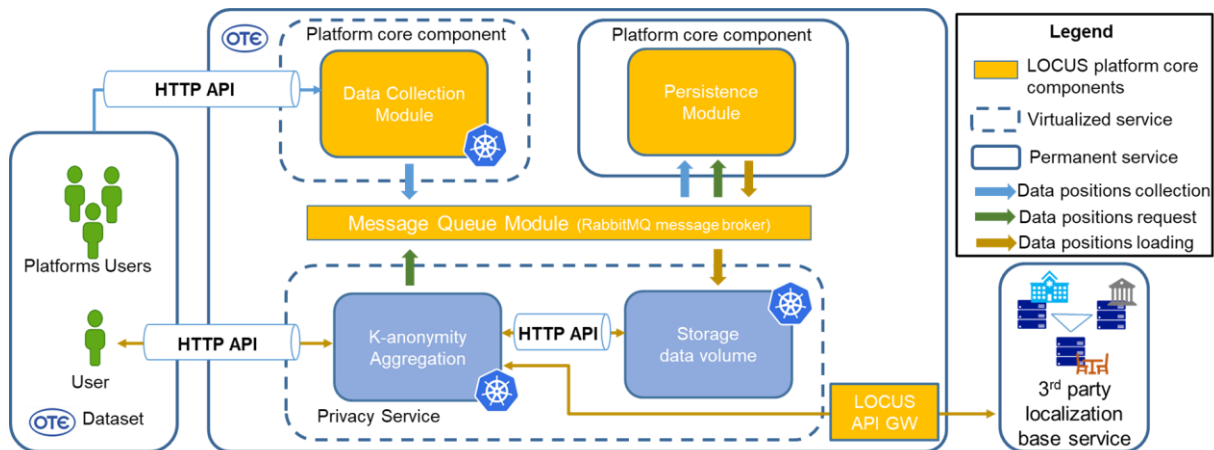 OTE
Platform core component
HTTP API
Data Collection
Module
Platform core component
Persistence
Module
Legend
LOCUS platform core
components
Virtualized service
Permanent service
Data positions collection
Data positions request
Data positions loading
Message Queue Module (RabbitMQ message broker)
Platforms Users
User
OTE Dataset
HTTP API
K-anonymity
Aggregation
HTTP API
Storage
data volume
Privacy Service
LOCUS
API GW
3rd party
localization
base service